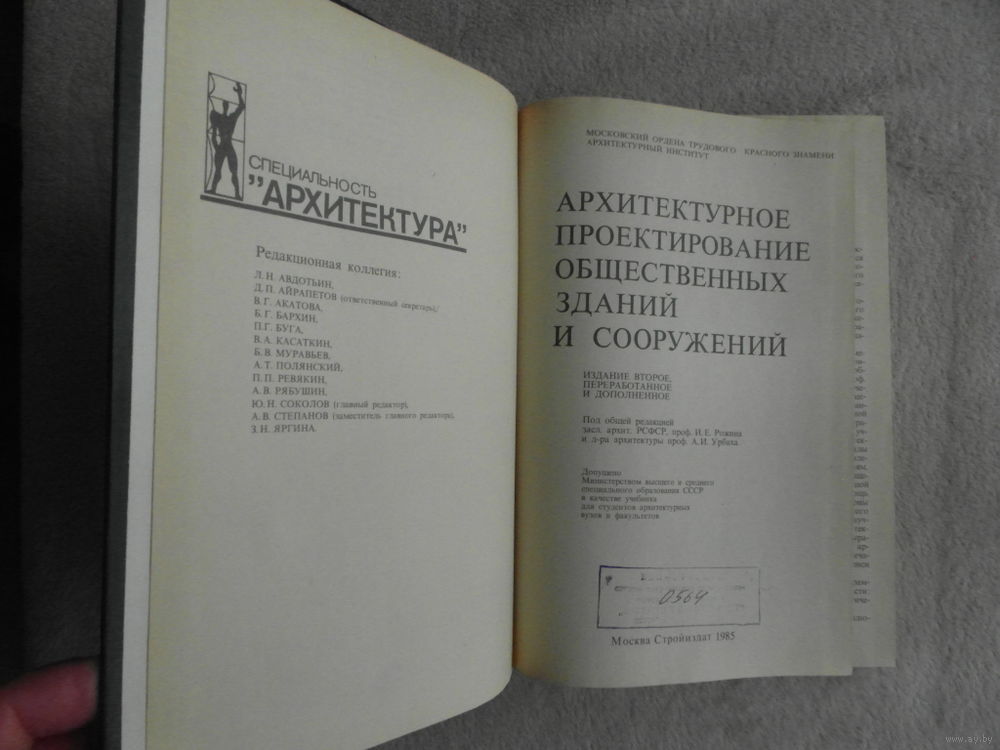 СПЕЦИАЛЬНОСТЬ
"АРХИТЕКТУРА"
Редакционная коллегия:
Л.Н. АВДОТЬИН,
Д.П. АЙРАПЕТОВ (ответственный секретарь),
В.Г. АКАТОВА,
Б.Г. БАРХИН,
П.Г. БУГА,
В.А. КАСАТКИН,
Б.В. МУРАВЬЕВ,
А.Т. ПОЛЯНСКИЙ,
П.П. РЕВЯКИН,
А.В. РЯБУШИН,
Ю.Н. СОКОЛОВ (главный редактор),
А.В. СТЕПАНОВ (заместитель главного редактора),
З.Н. ЯРГИНА.
МОСКОВСКИЙ ОРДЕНА ТРУДОВОГО КРАСНОГО ЗНАМЕНИ
АРХИТЕКТУРНЫЙ ИНСТИТУТ
АРХИТЕКТУРНОЕ
ПРОЕКТИРОВАНИЕ
ОБЩЕСТВЕННЫХ
ЗДАНИЙ
И СООРУЖЕНИЙ
ИЗДАНИЕ ВТОРОЕ,
ПЕРЕРАБОТАННОЕ
И ДОПОЛНЕННОЕ
Под общей редакцией
засл. архит. РСФСР, проф. И.Е. Рожина
и д-ра архитектуры проф. А.И. Урбаха
Допущено
Министерством высшего и среднего
специального образования СССР
в качестве учебника
для студентов архитектурных
вузов и факультетов
0564
Москва Стройиздат 1985
www.ay.by